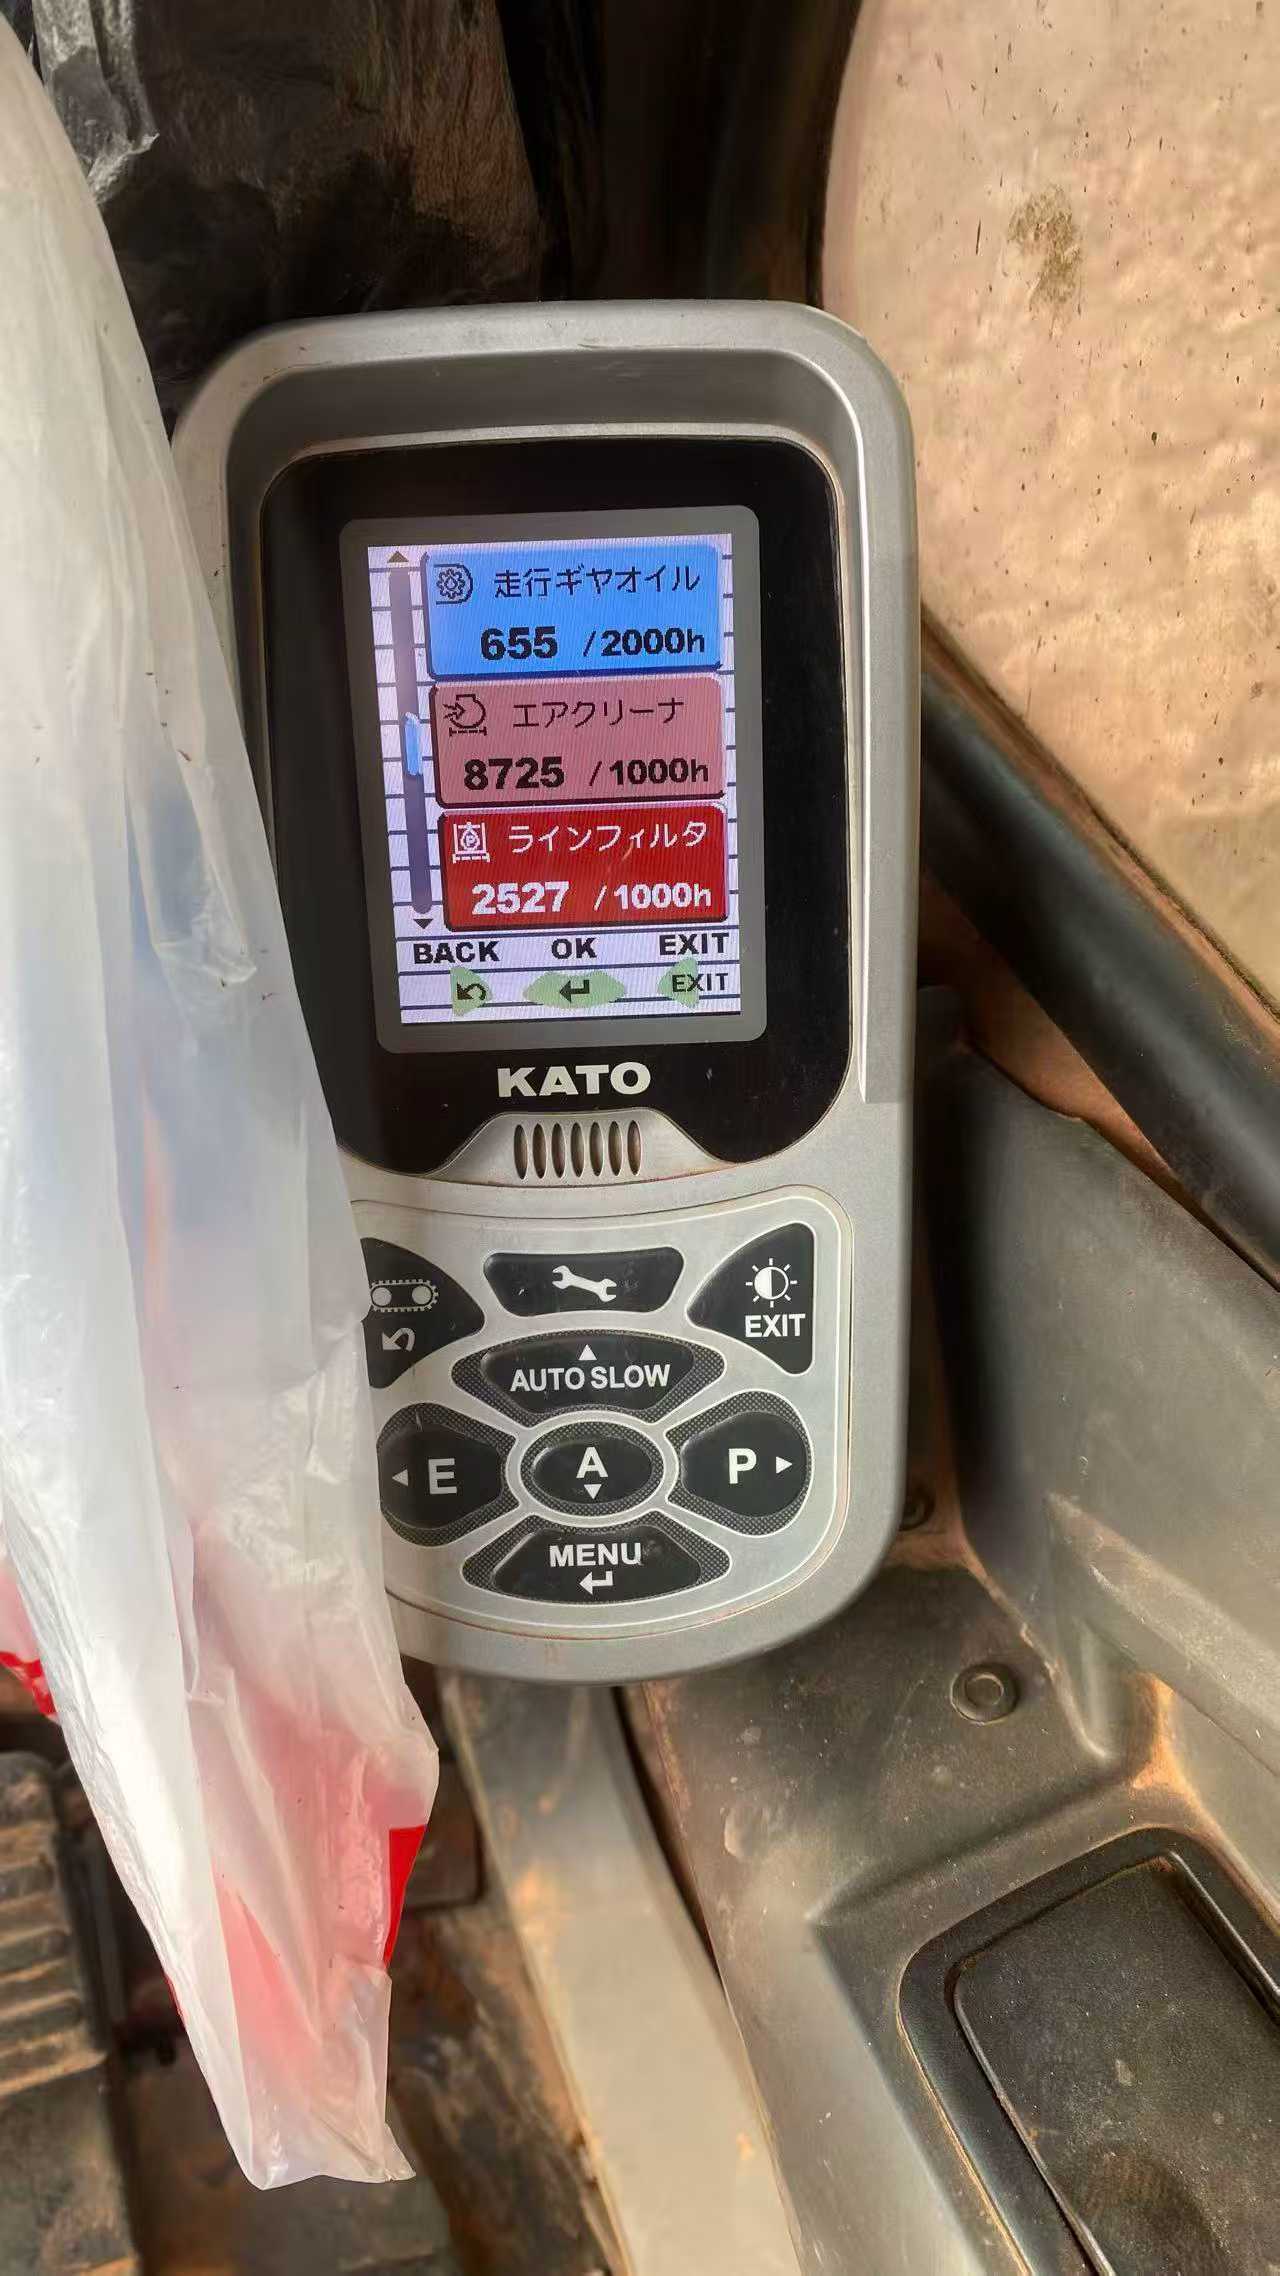 走行ギヤオイル
655 /2000h
エアクリーナ
8725 /1000h
ラインフィルタ
2527 /1000h
BACK OK EXIT
EXIT
KATO
EXIT
AUTO SLOW
E A P
MENU